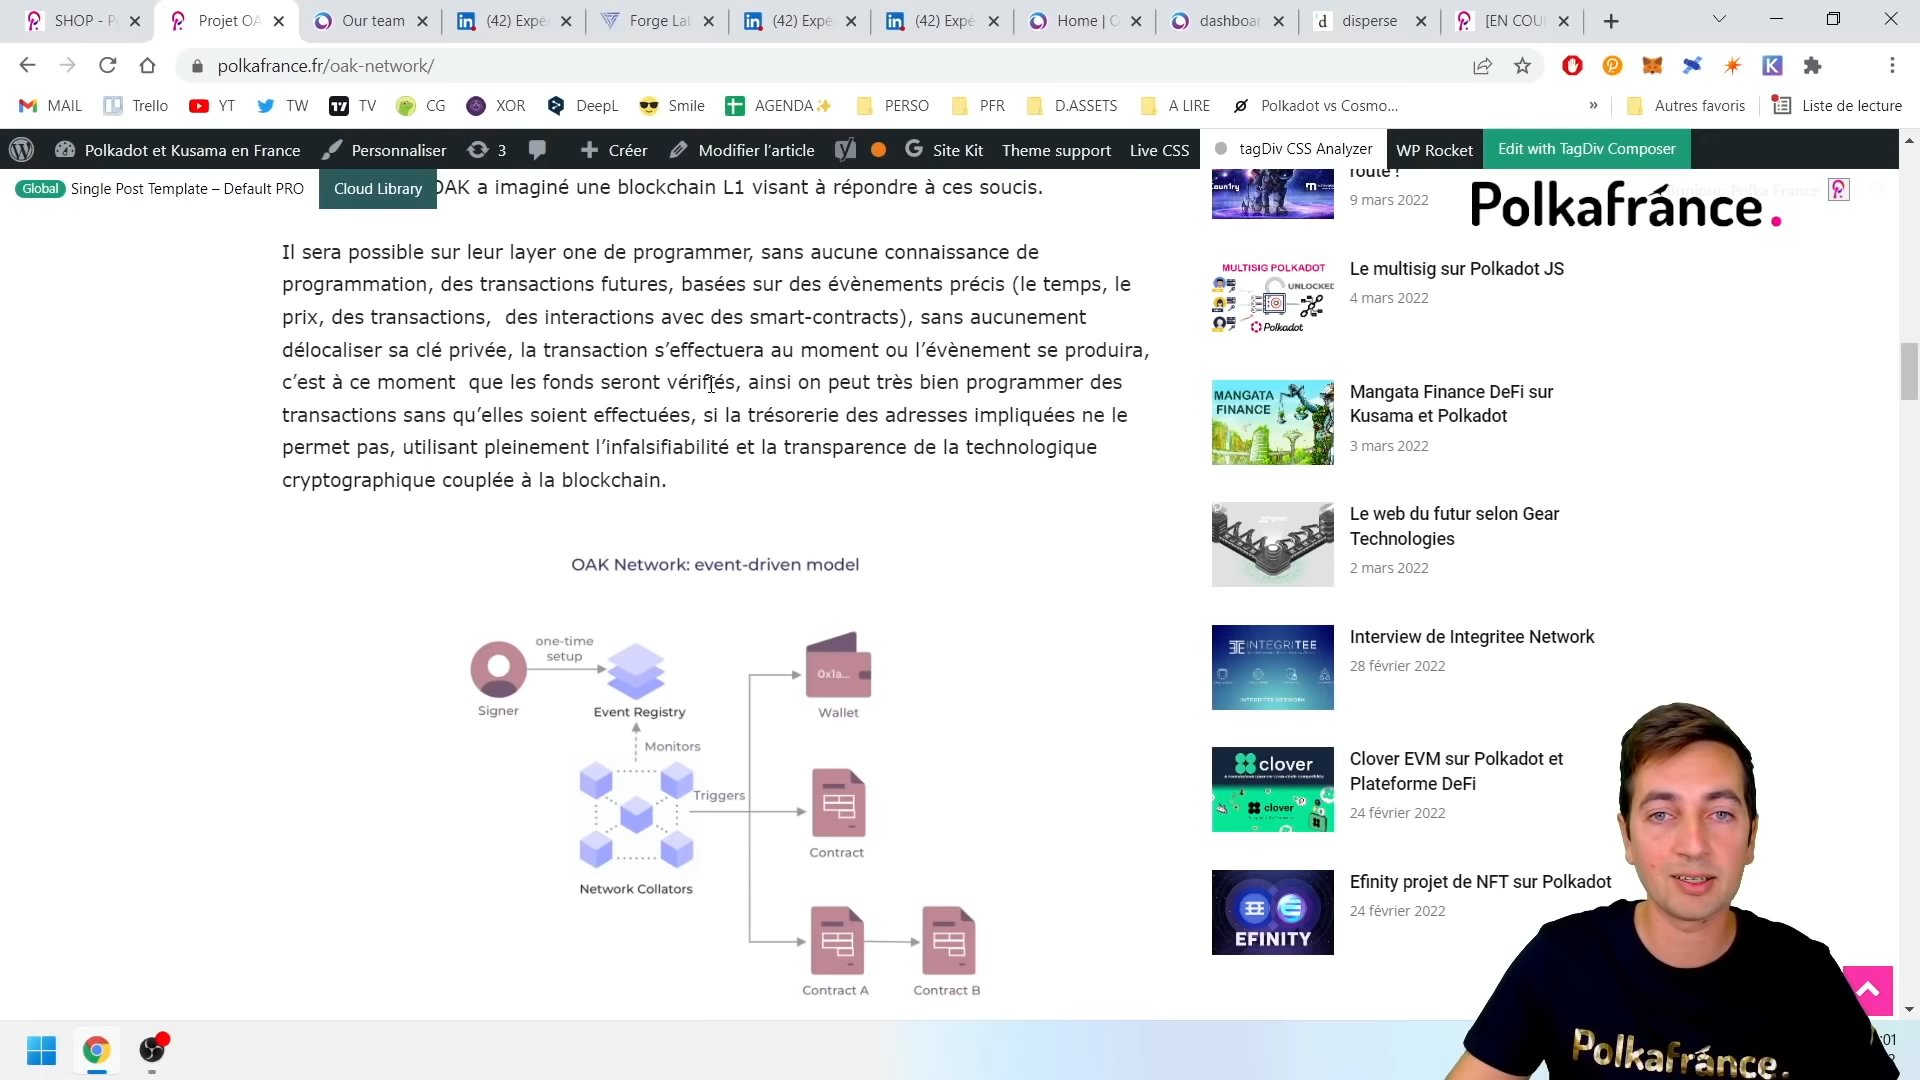 SHOP - P
Projet OA
Our team
(42) Expé
Forge Lab
(42) Expé
(42) Expé
Home | O
dashboar
disperse
[EN COU
polkafrance.fr/oak-network/
MAIL
Trello
YT
TW
TV
CG
XOR
DeepL
Smile
AGENDA
PERSO
PFR
D.ASSETS
A LIRE
Polkadot vs Cosmo...
»
Autres favoris
Liste de lecture
Polkadot et Kusama en France
Personnaliser
3
Créer
Modifier l'article
Site Kit
Theme support
Live CSS
tagDiv CSS Analyzer
WP Rocket
Edit with TagDiv Composer
Global
Single Post Template – Default PRO
Cloud Library
OAK a imaginé une blockchain L1 visant à répondre à ces soucis.
Il sera possible sur leur layer one de programmer, sans aucune connaissance de
programmation, des transactions futures, basées sur des évènements précis (le temps, le
prix, des transactions, des interactions avec des smart-contracts), sans aucunement
délocaliser sa clé privée, la transaction s'effectuera au moment ou l'évènement se produira,
c'est à ce moment que les fonds seront vérifiés, ainsi on peut très bien programmer des
transactions sans qu'elles soient effectuées, si la trésorerie des adresses impliquées ne le
permet pas, utilisant pleinement l'infalsifiabilité et la transparence de la technologique
cryptographique couplée à la blockchain.
OAK Network: event-driven model
one-time
setup
Signer
Event Registry
Monitors
Triggers
Network Collators
0x1a...
Wallet
Contract
Contract A
Contract B
route !
9 mars 2022
Polkafrance.
MULTISIG POLKADOT
UNLOCKED
Polkadot
Le multisig sur Polkadot JS
4 mars 2022
MANGATA
FINANCE
Mangata Finance DeFi sur
Kusama et Polkadot
3 mars 2022
Le web du futur selon Gear
Technologies
2 mars 2022
INTEGRITEE
INTEGRITEE NETWORK
Interview de Integritee Network
28 février 2022
clover
clover
Clover EVM sur Polkadot et
Plateforme DeFi
24 février 2022
EFINITY
Efinity projet de NFT sur Polkadot
24 février 2022
Polkafrance.
:01